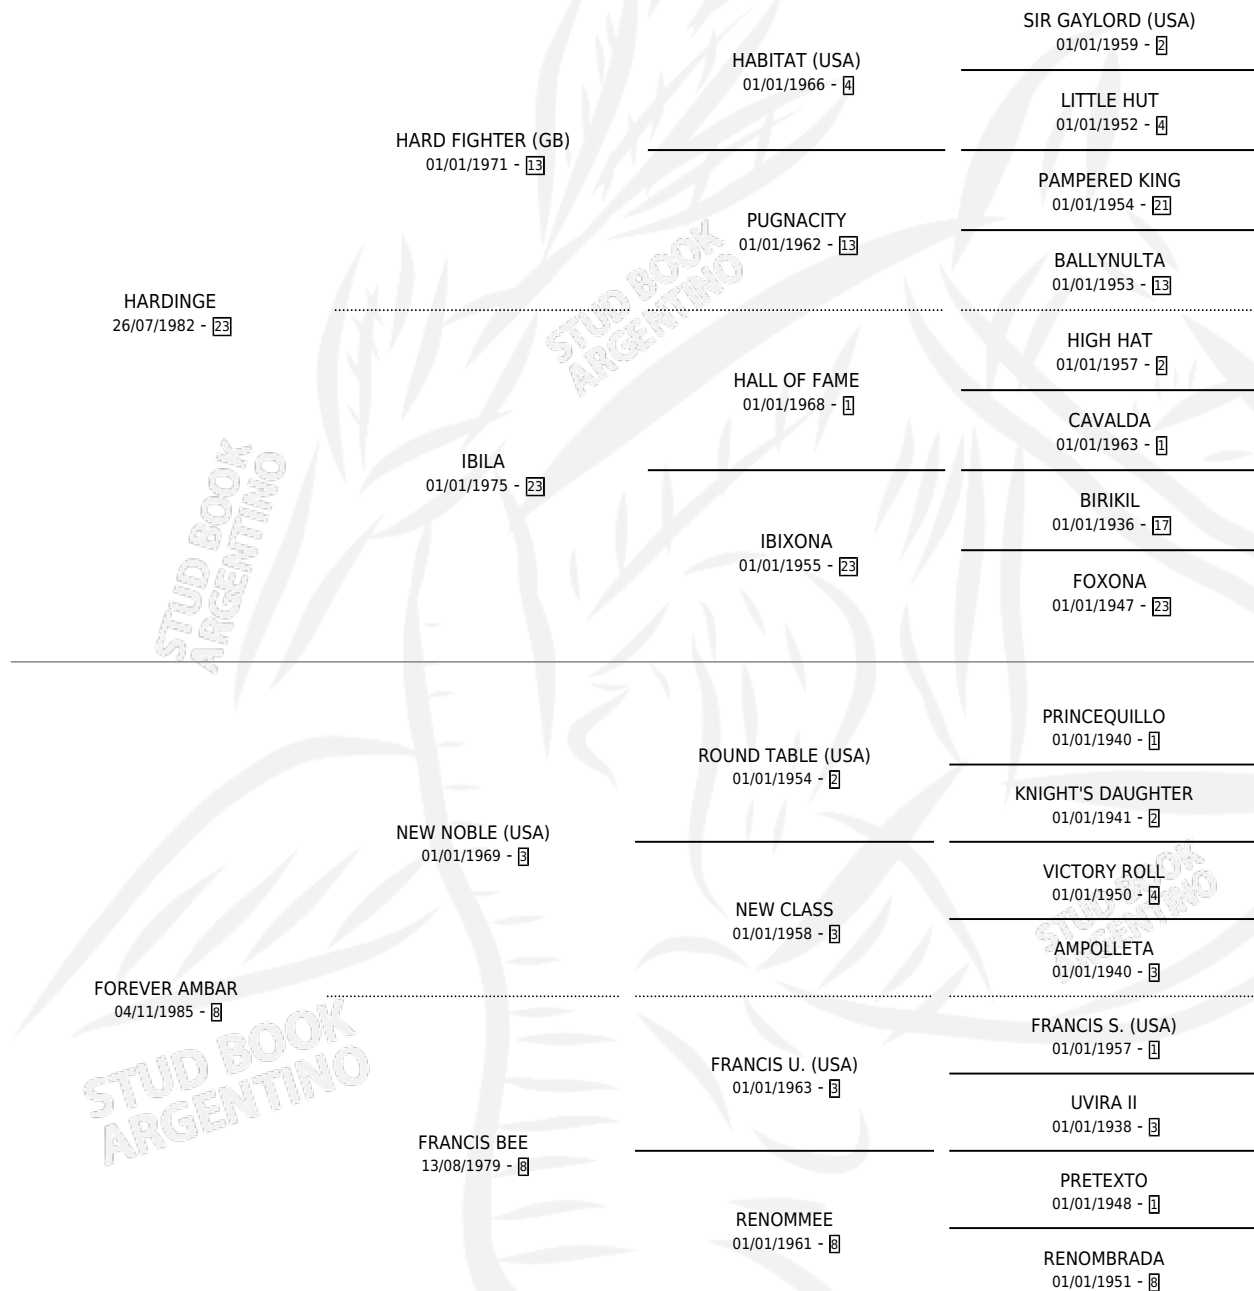 SIR GAYLORD (USA)
01/01/1959 - 2
HABITAT (USA)
01/01/1966 - 4
LITTLE HUT
01/01/1952 - 4
HARD FIGHTER (GB)
01/01/1971 - 13
PAMPERED KING
01/01/1954 - 21
PUGNACITY
01/01/1962 - 13
BALLYNULTA
01/01/1953 - 13
HARDINGE
26/07/1982 - 23
HIGH HAT
01/01/1957 - 2
HALL OF FAME
01/01/1968 - 1
CAVALDA
01/01/1963 - 1
IBILA
01/01/1975 - 23
BIRIKIL
01/01/1936 - 17
IBIXONA
01/01/1955 - 23
FOXONA
01/01/1947 - 23
PRINCEQUILLO
01/01/1940 - 1
ROUND TABLE (USA)
01/01/1954 - 2
KNIGHT'S DAUGHTER
01/01/1941 - 2
NEW NOBLE (USA)
01/01/1969 - 3
VICTORY ROLL
01/01/1950 - 4
NEW CLASS
01/01/1958 - 3
AMPOLLETA
01/01/1940 - 3
FOREVER AMBAR
04/11/1985 - 8
FRANCIS S. (USA)
01/01/1957 - 1
FRANCIS U. (USA)
01/01/1963 - 3
UVIRA II
01/01/1938 - 3
FRANCIS BEE
13/08/1979 - 8
PRETEXTO
01/01/1948 - 1
RENOMMEE
01/01/1961 - 8
RENOMBRADA
01/01/1951 - 8
STUD BOOK
ARGENTINO
STUD BOOK
ARGENTINO
STUD BOOK
ARGENTINO
STUD BOOK
ARGENTINO